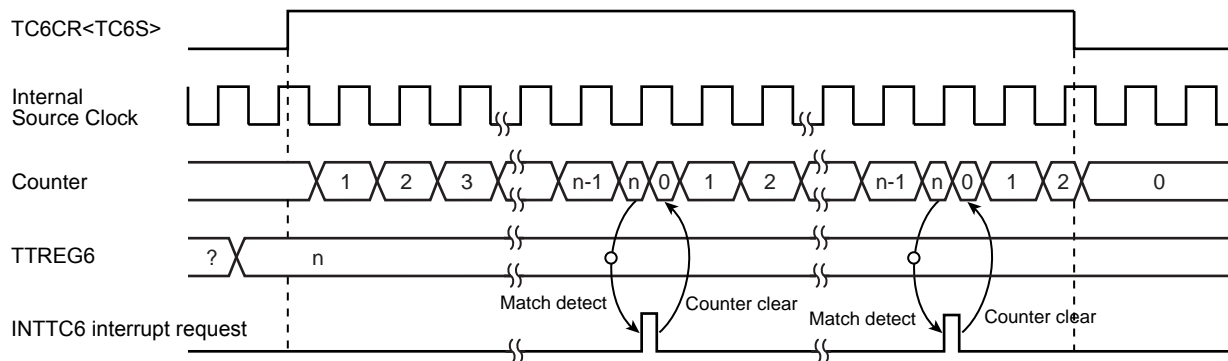 TC6CR<TC6S>
Internal
Source Clock
Counter
1 2 3 n-1 n 0 1 2 n-1 n 0 1 2 0
TTREG6
? n
Match detect Counter clear Match detect Counter clear
INTTC6 interrupt request